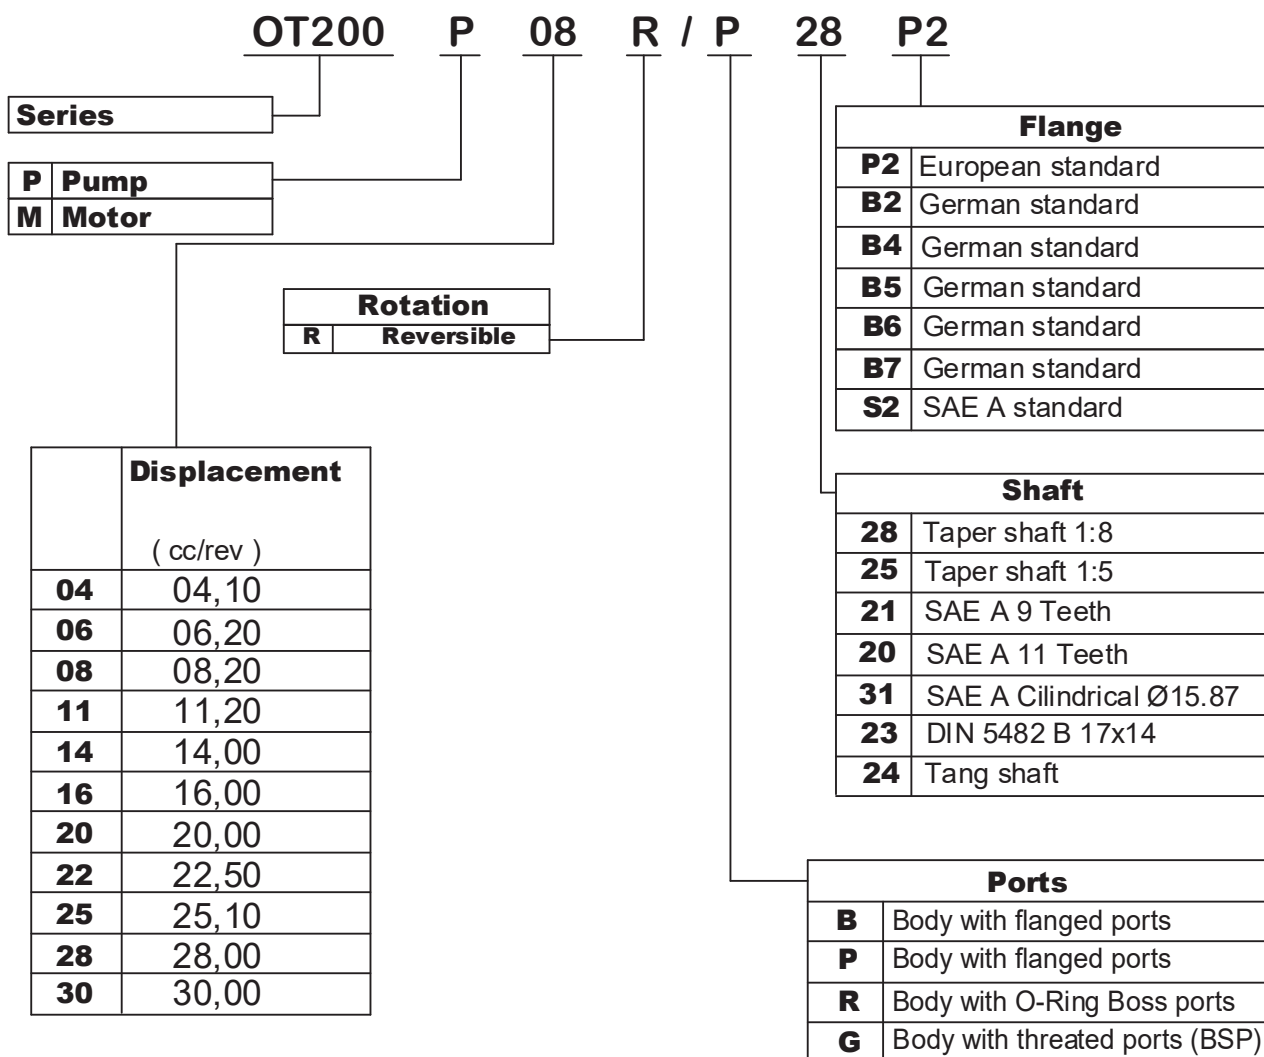 OT200 P 08 R / P 28 P2
Series
P Pump
M Motor
Rotation
R Reversible
Displacement
( cc/rev )
04 04,10
06 06,20
08 08,20
11 11,20
14 14,00
16 16,00
20 20,00
22 22,50
25 25,10
28 28,00
30 30,00
Flange
P2 European standard
B2 German standard
B4 German standard
B5 German standard
B6 German standard
B7 German standard
S2 SAE A standard
Shaft
28 Taper shaft 1:8
25 Taper shaft 1:5
21 SAE A 9 Teeth
20 SAE A 11 Teeth
31 SAE A Cilindrical Ø15.87
23 DIN 5482 B 17x14
24 Tang shaft
Ports
B Body with flanged ports
P Body with flanged ports
R Body with O-Ring Boss ports
G Body with threated ports (BSP)